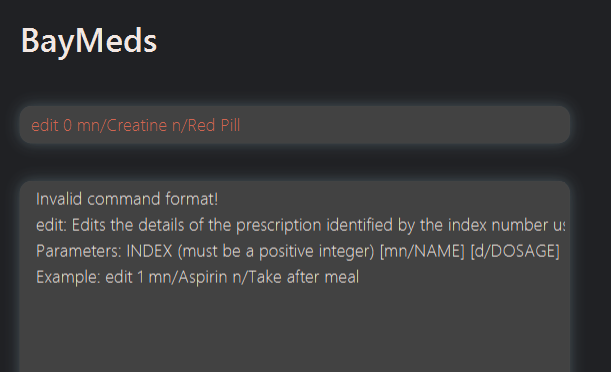 BayMeds
edit 0 mn/Creatine n/Red Pill
Invalid command format!
edit: Edits the details of the prescription identified by the index number
Parameters: INDEX (must be a positive integer) [mn/NAME] [d/DOSAGE]
Example: edit 1 mn/Aspirin n/Take after meal